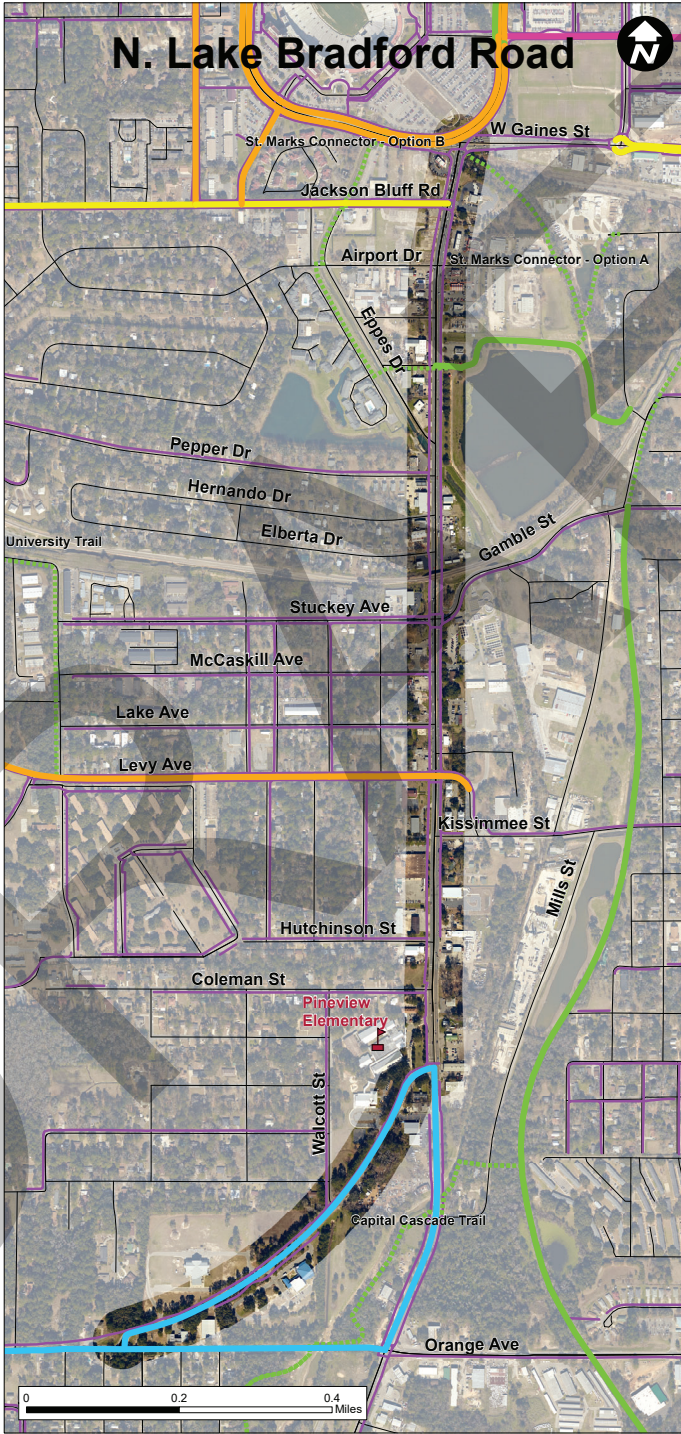 N. Lake Bradford Road
N
W Gaines St
St. Marks Connector - Option B
Jackson Bluff Rd
Airport Dr
St. Marks Connector - Option A
Eppes Dr
Pepper Dr
Hernando Dr
Elberta Dr
Gamble St
University Trail
Stuckey Ave
McCaskill Ave
Lake Ave
Levy Ave
Kissimmee St
Mills St
Hutchinson St
Coleman St
Pineview
Elementary
Walcott St
Capital Cascade Trail
Orange Ave
0 0.2 0.4
Miles